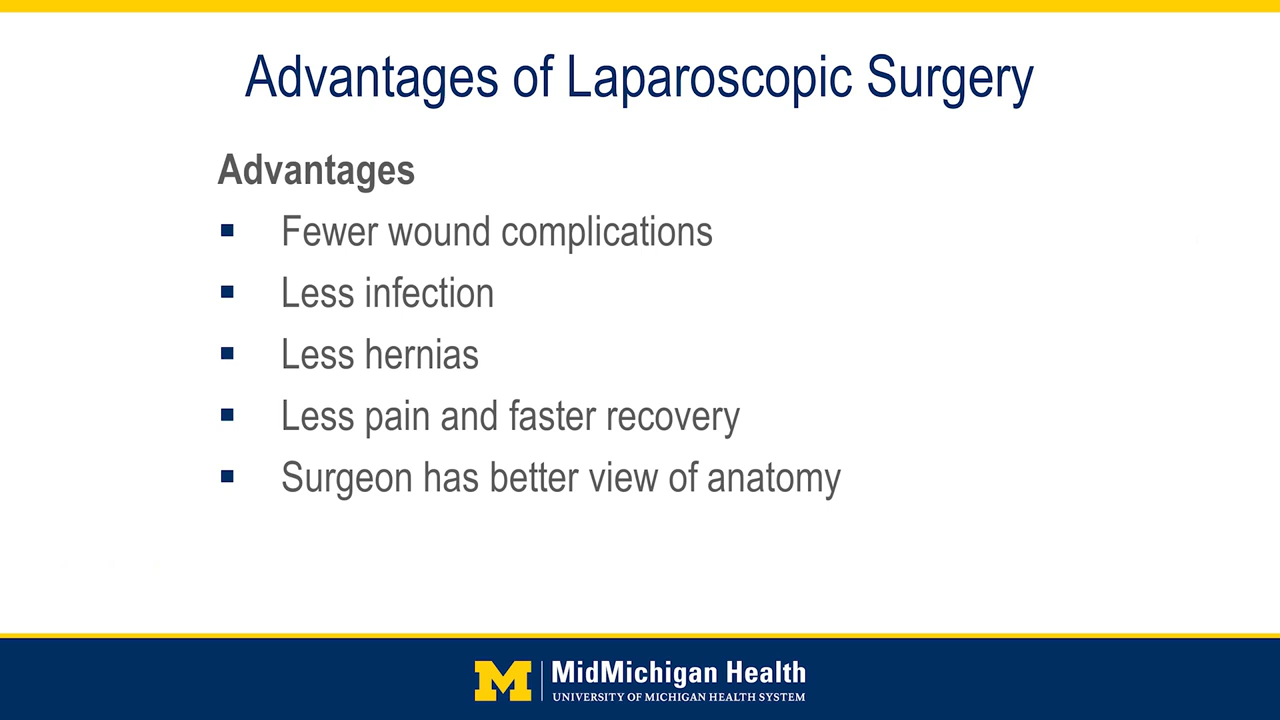 Advantages of Laparoscopic Surgery
Advantages
▪ Fewer wound complications
▪ Less infection
▪ Less hernias
▪ Less pain and faster recovery
▪ Surgeon has better view of anatomy
M MidMichigan Health
UNIVERSITY OF MICHIGAN HEALTH SYSTEM